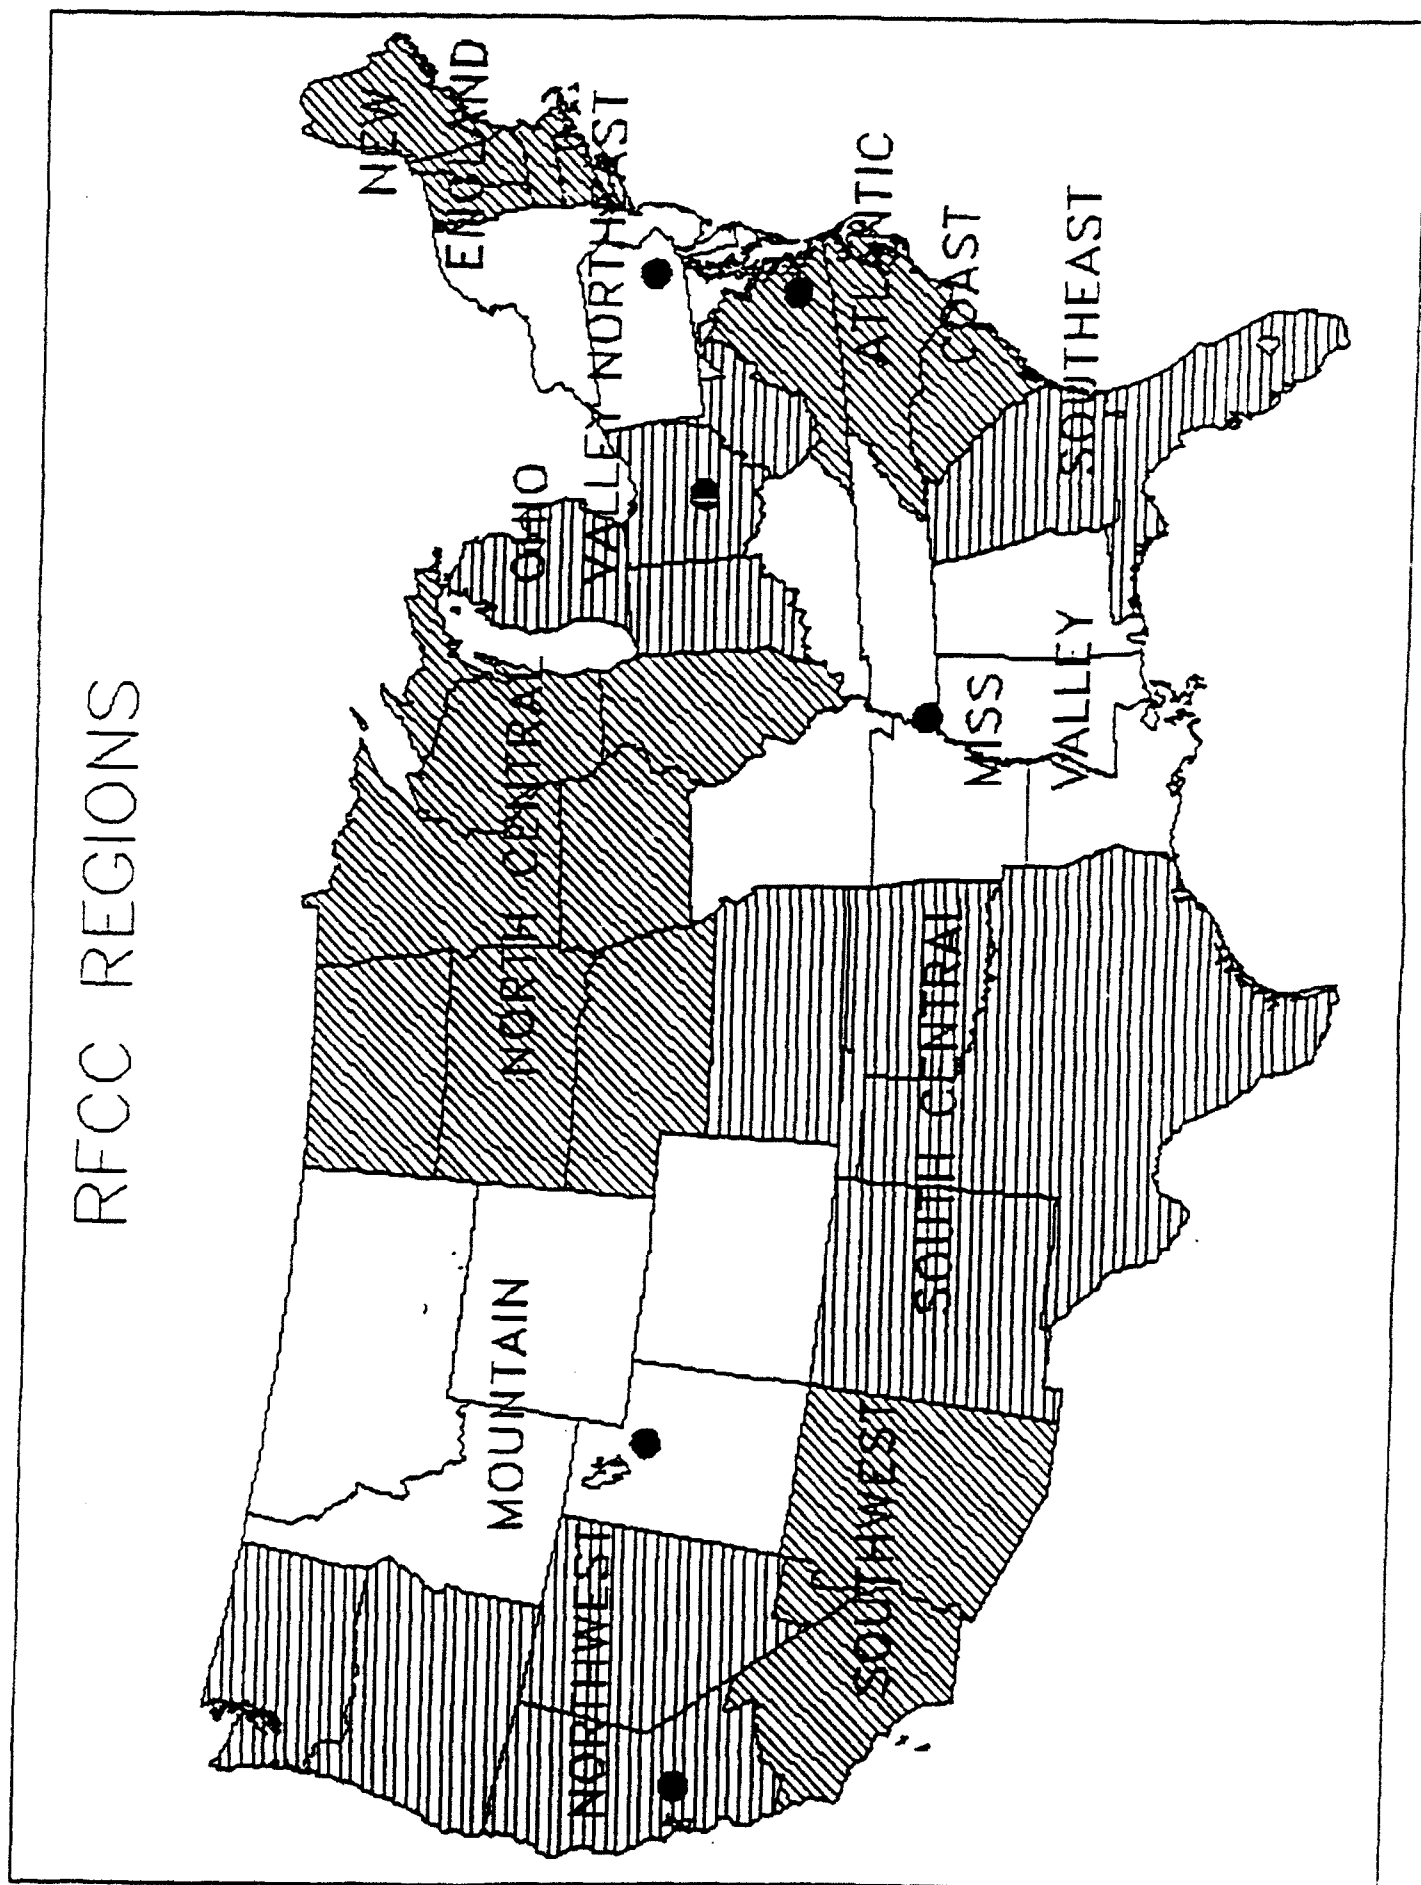 RFCC REGIONS
NEW
ENGLAND
NORTHEAST
OHIO
VALLEY
ATLANTIC
COAST
SOUTHEAST
MISS
VALLEY
NORTH CENTRAL
SOUTH CENTRAL
MOUNTAIN
NORTHWEST
SOUTHWEST